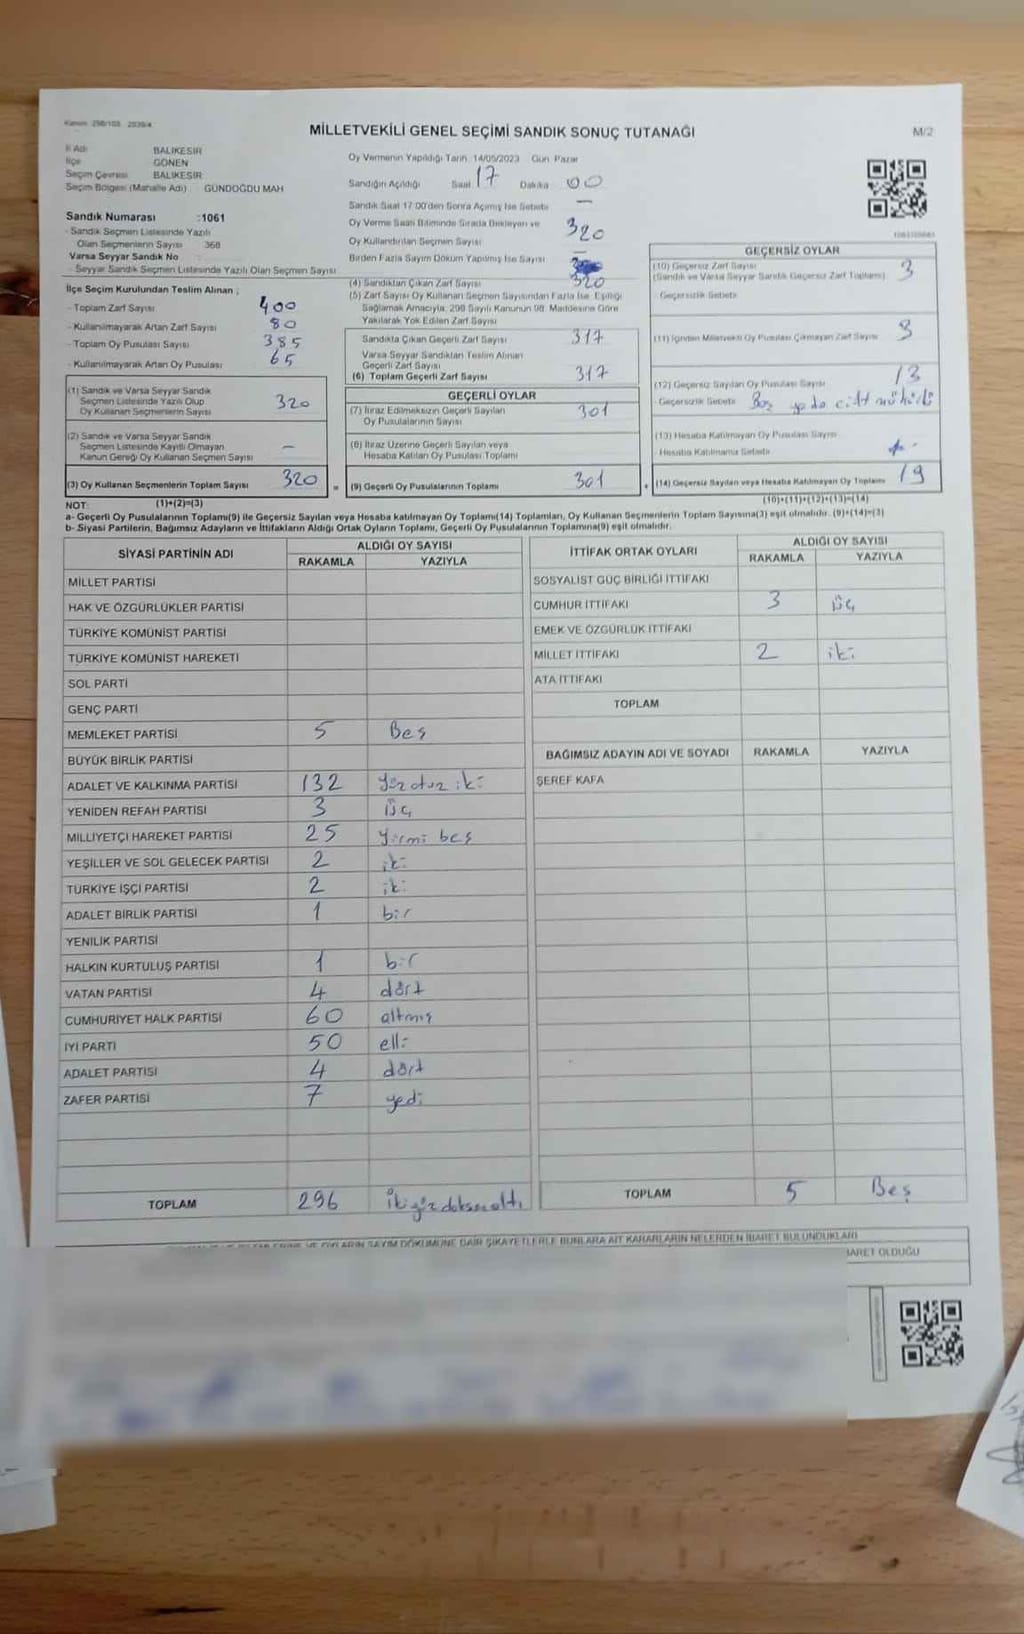 MİLLETVEKİLİ GENEL SEÇİMİ SANDIK SONUÇ TUTANAĞI
M/2
İl Adı BALIKESİR
İlçe GÖNEN
Seçim Çevresi BALIKESİR
Seçim Bölgesi (Mahalle Adı) GÜNDOĞDU MAH
Sandık Numarası :1061
- Sandık Seçmen Listesinde Yazılı
Olan Seçmenlerin Sayısı 368
Varsa Seyyar Sandık No
- Seyyar Sandık Seçmen Listesinde Yazılı Olan Seçmen Sayısı
İlçe Seçim Kurulundan Teslim Alınan ;
- Toplam Zarf Sayısı 400
- Kullanılmayarak Artan Zarf Sayısı 80
- Toplam Oy Pusulası Sayısı 385
- Kullanılmayarak Artan Oy Pusulası 65
(1) Sandık ve Varsa Seyyar Sandık
Seçmen Listesinde Yazılı Olup
Oy Kullanan Seçmenlerin Sayısı 320
(2) Sandık ve Varsa Seyyar Sandık
Seçmen Listesinde Kayıtlı Olmayan
Kanun Gereği Oy Kullanan Seçmen Sayısı —
(3) Oy Kullanan Seçmenlerin Toplam Sayısı 320 =
Oy Vermenin Yapıldığı Tarih 14/05/2023 Gün Pazar
Sandığın Açıldığı Saat 17 Dakika 00
Sandık Saat 17:00'den Sonra Açılmış İse Sebebi —
Oy Verme Saati Bitiminde Sırada Bekleyen ve
Oy Kullandırılan Seçmen Sayısı 320
Birden Fazla Sayım Döküm Yapılmış İse Sayısı —
(4) Sandıktan Çıkan Zarf Sayısı 320
(5) Zarf Sayısı Oy Kullanan Seçmen Sayısından Fazla İse, Eşitliği
Sağlamak Amacıyla, 298 Sayılı Kanunun 98. Maddesine Göre
Yakılarak Yok Edilen Zarf Sayısı
Sandıkta Çıkan Geçerli Zarf Sayısı 317
Varsa Seyyar Sandıktan Teslim Alınan
Geçerli Zarf Sayısı
(6) Toplam Geçerli Zarf Sayısı 317
GEÇERLİ OYLAR
(7) İtiraz Edilmeksizin Geçerli Sayılan
Oy Pusulalarının Sayısı 301
(8) İtiraz Üzerine Geçerli Sayılan veya
Hesaba Katılan Oy Pusulası Toplamı
(9) Geçerli Oy Pusulalarının Toplamı 301 +
GEÇERSİZ OYLAR
(10) Geçersiz Zarf Sayısı
(Sandık ve Varsa Seyyar Sandık Geçersiz Zarf Toplamı) 3
Geçersizlik Sebebi
(11) İçinden Milletvekili Oy Pusulası Çıkmayan Zarf Sayısı 3
(12) Geçersiz Sayılan Oy Pusulası Sayısı 13
Geçersizlik Sebebi Boş ya da çift mühürlü
(13) Hesaba Katılmayan Oy Pusulası Sayısı
Hesaba Katılmama Sebebi
(14) Geçersiz Sayılan veya Hesaba Katılmayan Oy Toplamı 19
NOT: (1)+(2)=(3) (10)+(11)+(12)+(13)=(14)
a- Geçerli Oy Pusulalarının Toplamı(9) ile Geçersiz Sayılan veya Hesaba katılmayan Oy Toplamı(14) Toplamları, Oy Kullanan Seçmenlerin Toplam Sayısına(3) eşit olmalıdır. (9)+(14)=(3)
b- Siyasi Partilerin, Bağımsız Adayların ve İttifakların Aldığı Ortak Oyların Toplamı, Geçerli Oy Pusulalarının Toplamına(9) eşit olmalıdır.
SİYASİ PARTİNİN ADI ALDIĞI OY SAYISI
RAKAMLA YAZIYLA
MİLLET PARTİSİ
HAK VE ÖZGÜRLÜKLER PARTİSİ
TÜRKİYE KOMÜNİST PARTİSİ
TÜRKİYE KOMÜNİST HAREKETİ
SOL PARTİ
GENÇ PARTİ
MEMLEKET PARTİSİ 5 Beş
BÜYÜK BİRLİK PARTİSİ
ADALET VE KALKINMA PARTİSİ 132 Yüz otuz iki
YENİDEN REFAH PARTİSİ 3 Üç
MİLLİYETÇİ HAREKET PARTİSİ 25 Yirmi beş
YEŞİLLER VE SOL GELECEK PARTİSİ 2 iki
TÜRKİYE İŞÇİ PARTİSİ 2 iki
ADALET BİRLİK PARTİSİ 1 bir
YENİLİK PARTİSİ
HALKIN KURTULUŞ PARTİSİ 1 bir
VATAN PARTİSİ 4 dört
CUMHURİYET HALK PARTİSİ 60 altmış
İYİ PARTİ 50 elli
ADALET PARTİSİ 4 dört
ZAFER PARTİSİ 7 yedi
TOPLAM 296 İkiyüz doksan altı
İTTİFAK ORTAK OYLARI ALDIĞI OY SAYISI
RAKAMLA YAZIYLA
SOSYALİST GÜÇ BİRLİĞİ İTTİFAKI
CUMHUR İTTİFAKI 3 üç
EMEK VE ÖZGÜRLÜK İTTİFAKI
MİLLET İTTİFAKI 2 iki
ATA İTTİFAKI
TOPLAM
BAĞIMSIZ ADAYIN ADI VE SOYADI RAKAMLA YAZIYLA
ŞEREF KAFA
TOPLAM 5 Beş
VE OYLARIN SAYIM DÖKÜMÜNE DAİR ŞİKAYETLERLE BUNLARA AİT KARARLARIN NELERDEN İBARET BULUNDUKLARI
İBARET OLDUĞU